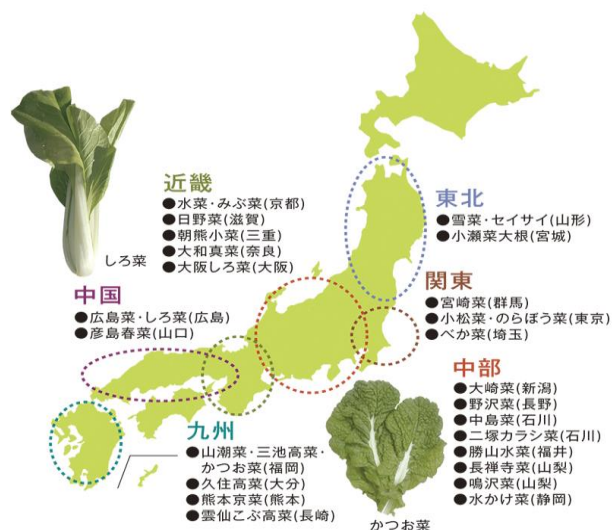 しろ菜
近畿
●水菜・みぶ菜(京都)
●日野菜(滋賀)
●朝熊小菜(三重)
●大和真菜(奈良)
●大阪しろ菜(大阪)
東北
●雪菜・セイサイ(山形)
●小瀬菜大根(宮城)
中国
●広島菜・しろ菜(広島)
●彦島春菜(山口)
関東
●宮崎菜(群馬)
●小松菜・のらぼう菜(東京)
●べか菜(埼玉)
中部
●大崎菜(新潟)
●野沢菜(長野)
●中島菜(石川)
●二塚カラシ菜(石川)
●勝山水菜(福井)
●長禅寺菜(山梨)
●鳴沢菜(山梨)
●水かけ菜(静岡)
九州
●山潮菜・三池高菜・
かつお菜(福岡)
●久住高菜(大分)
●熊本京菜(熊本)
●雲仙こぶ高菜(長崎)
かつお菜